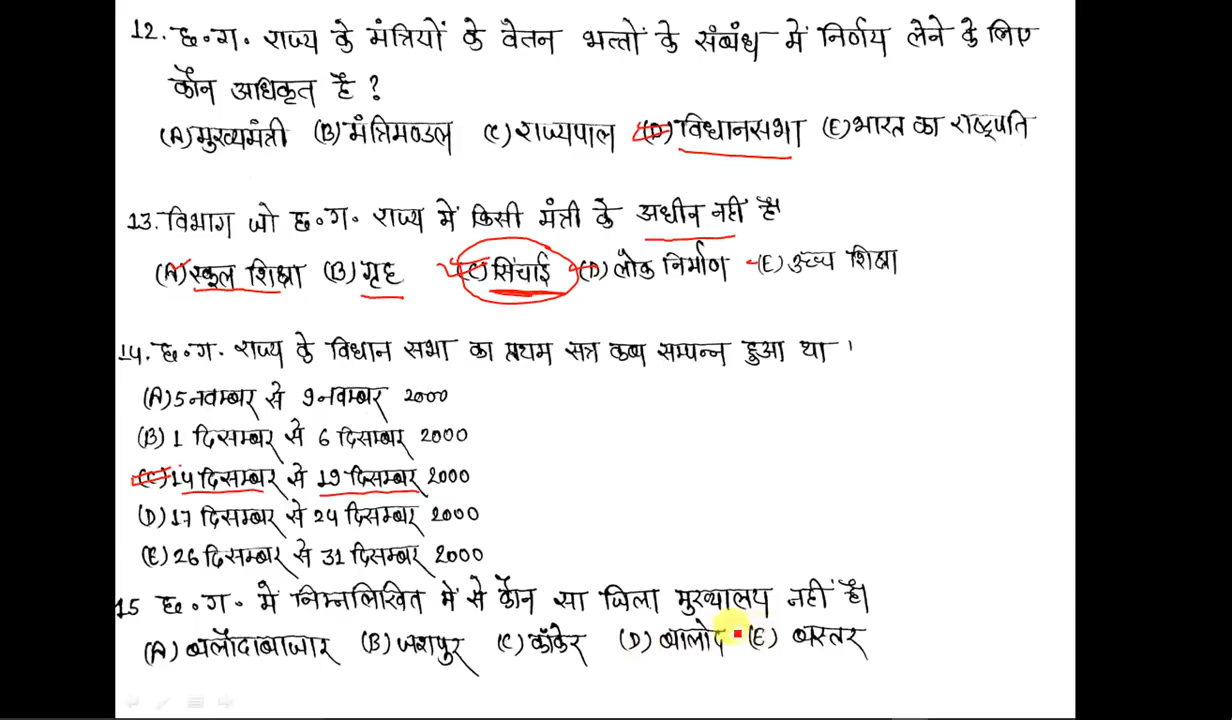 12. छ.ग. राज्य के मंत्रियों के वेतन भत्तों के संबंध में निर्णय लेने के लिए
कौन अधिकृत है ?
(A) मुख्यमंत्री (B) मंत्रिमण्डल (C) राज्यपाल (D) विधानसभा (E) भारत का राष्ट्रपति
13. विभाग जो छ.ग. राज्य में किसी मंत्री के अधीन नहीं है।
(A) स्कूल शिक्षा (B) गृह (C) सिंचाई (D) लोक निर्माण (E) उच्च शिक्षा
14. छ.ग. राज्य के विधान सभा का प्रथम सत्र कब सम्पन्न हुआ था ।
(A) 5 नवम्बर से 9 नवम्बर 2000
(B) 1 दिसम्बर से 6 दिसम्बर 2000
(C) 14 दिसम्बर से 19 दिसम्बर 2000
(D) 17 दिसम्बर से 24 दिसम्बर 2000
(E) 26 दिसम्बर से 31 दिसम्बर 2000
15 छ.ग. में निम्नलिखित में से कौन सा जिला मुख्यालय नहीं है।
(A) बलौदाबाजार (B) जशपुर (C) काँकेर (D) बालोद (E) बस्तर